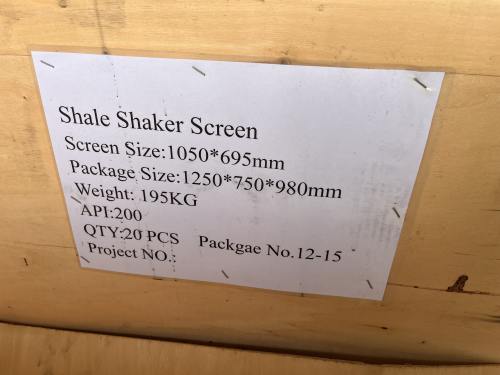 Shale Shaker Screen
Screen Size:1050*695mm
Package Size:1250*750*980mm
Weight: 195KG
API:200
QTY:20 PCS Packgae No.12-15
Project NO.: